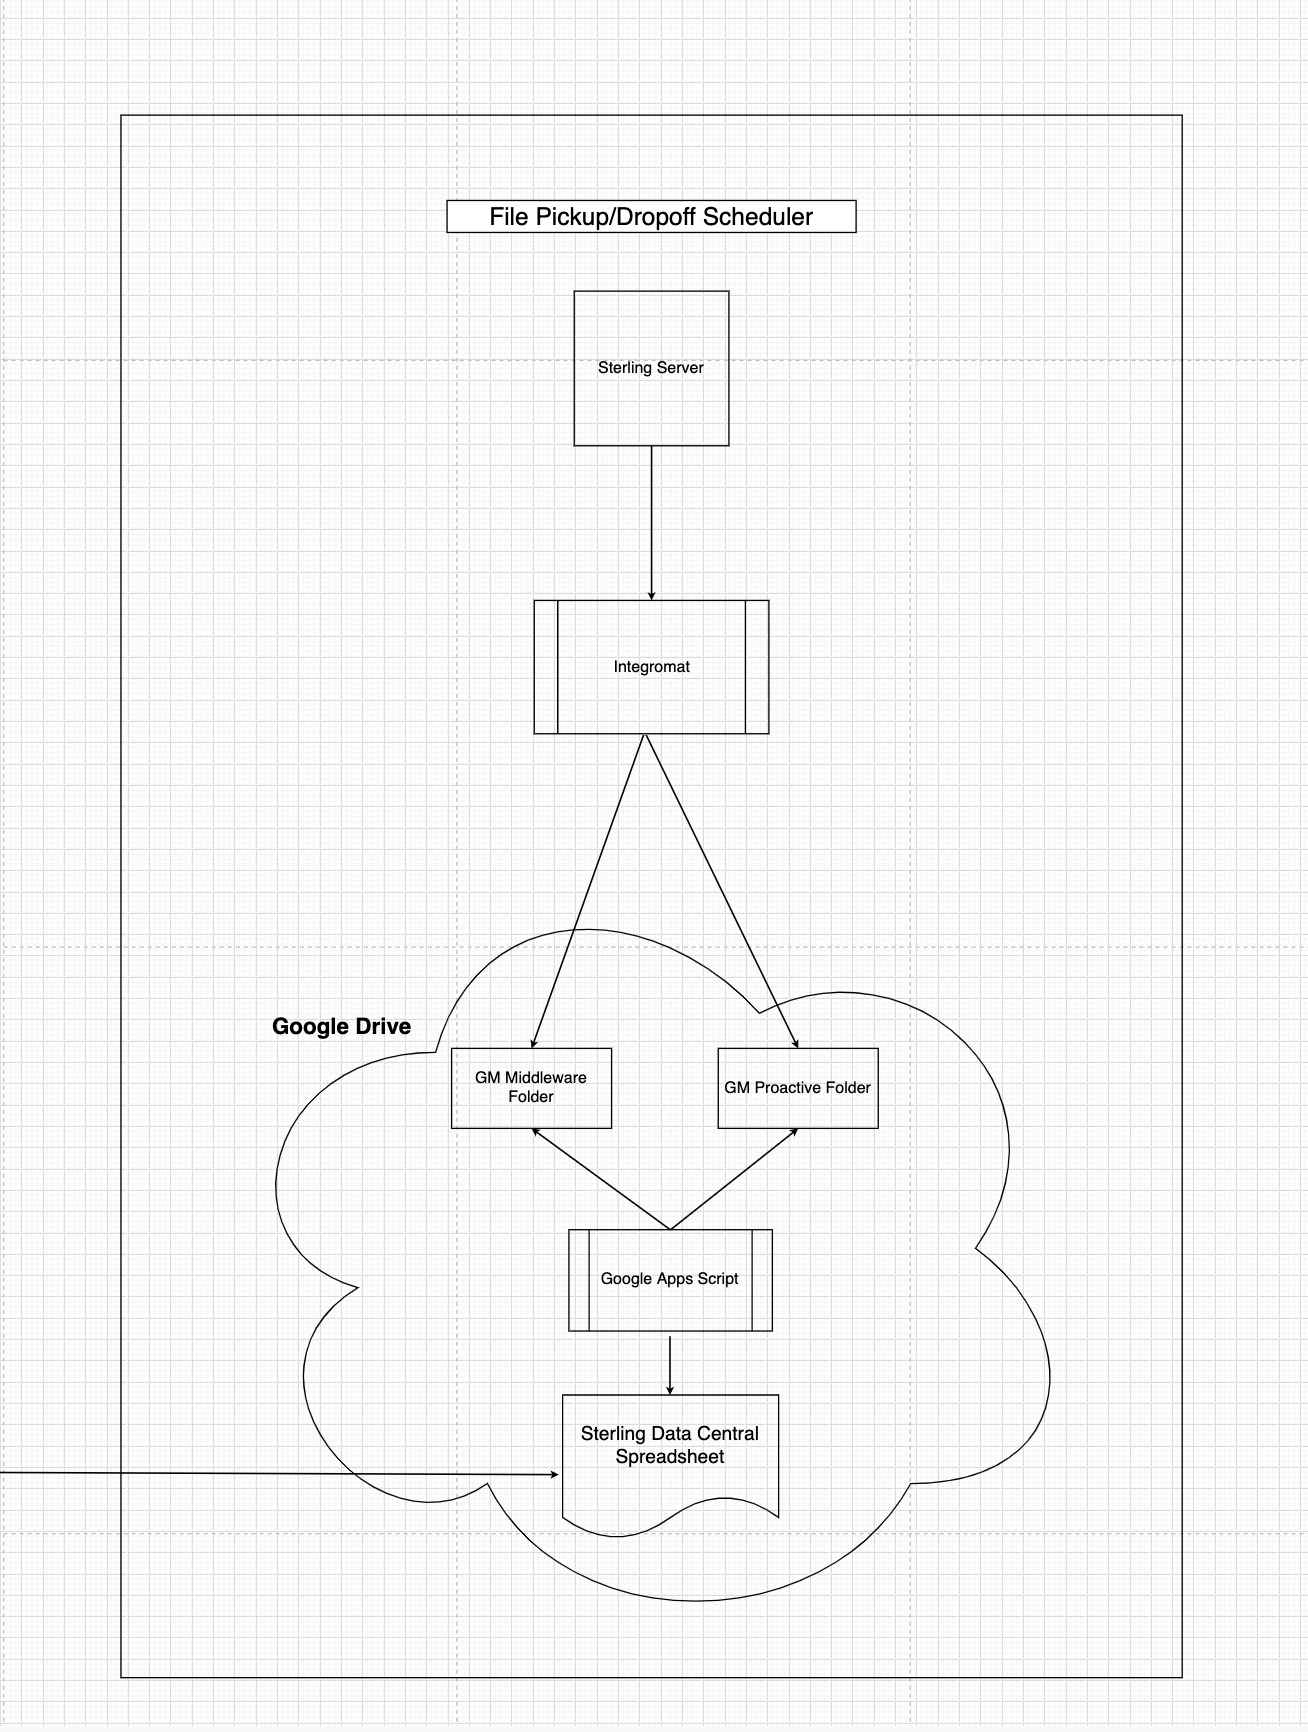 File Pickup/Dropoff Scheduler
Sterling Server
Integromat
Google Drive
GM Middleware
Folder
GM Proactive Folder
Google Apps Script
Sterling Data Central
Spreadsheet